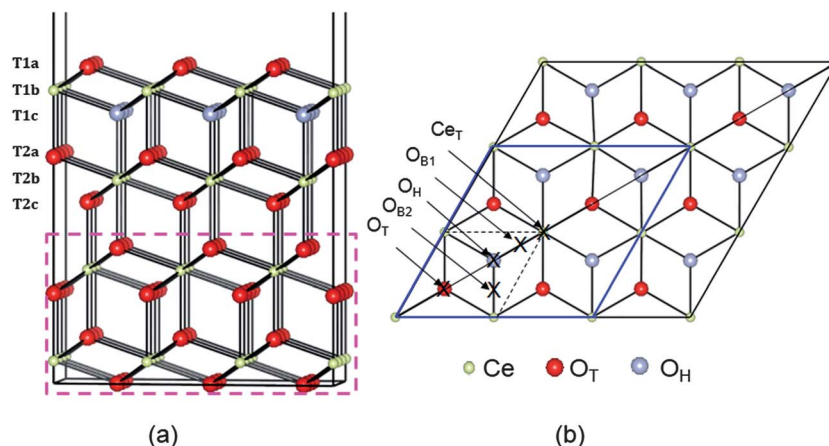 T1a
T1b
T1c
T2a
T2b
T2c
Ce_T
O_B1
O_H
O_B2
O_T
Ce O_T O_H
(a) (b)